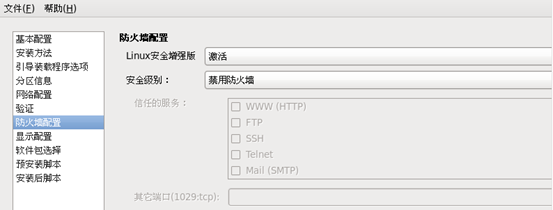 文件(F) 帮助(H)
基本配置
安装方法
引导装载程序选项
分区信息
网络配置
验证
防火墙配置
显示配置
软件包选择
预安装脚本
安装后脚本
防火墙配置
Linux安全增强版 激活
安全级别： 禁用防火墙
信任的服务： WWW (HTTP)
FTP
SSH
Telnet
Mail (SMTP)
其它端口(1029:tcp):